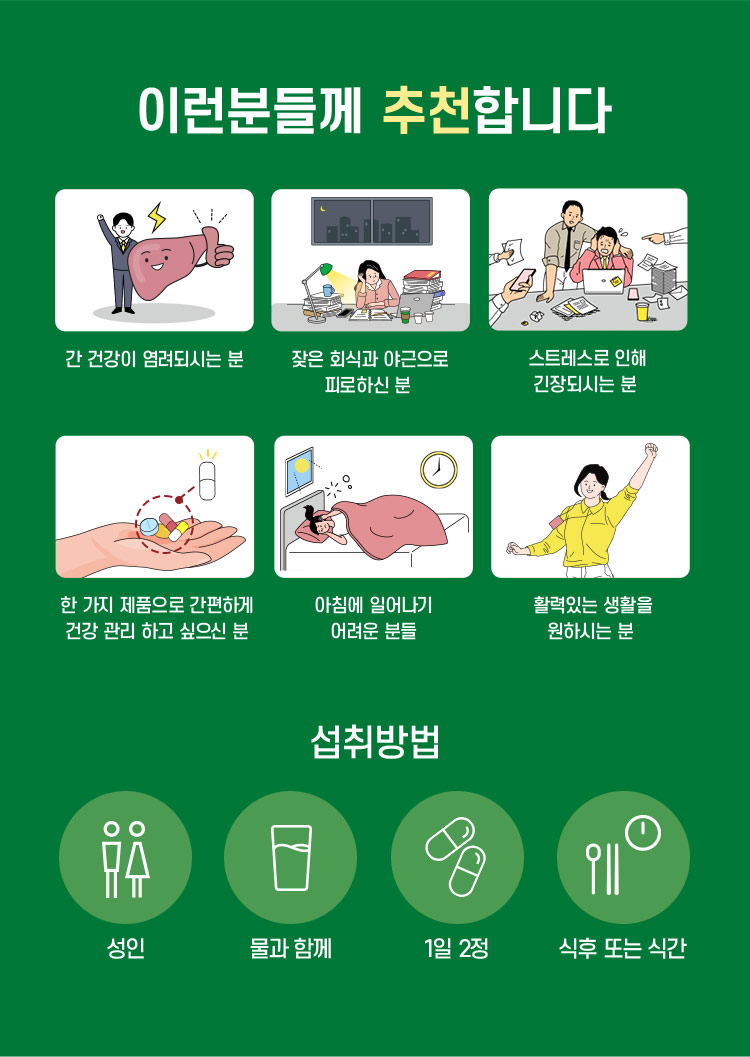 이런분들께 추천합니다
간 건강이 염려되시는 분
잦은 회식과 야근으로
피로하신 분
스트레스로 인해
긴장되시는 분
한 가지 제품으로 간편하게
건강 관리 하고 싶으신 분
아침에 일어나기
어려운 분들
활력있는 생활을
원하시는 분
섭취방법
성인
물과 함께
1일 2정
식후 또는 식간